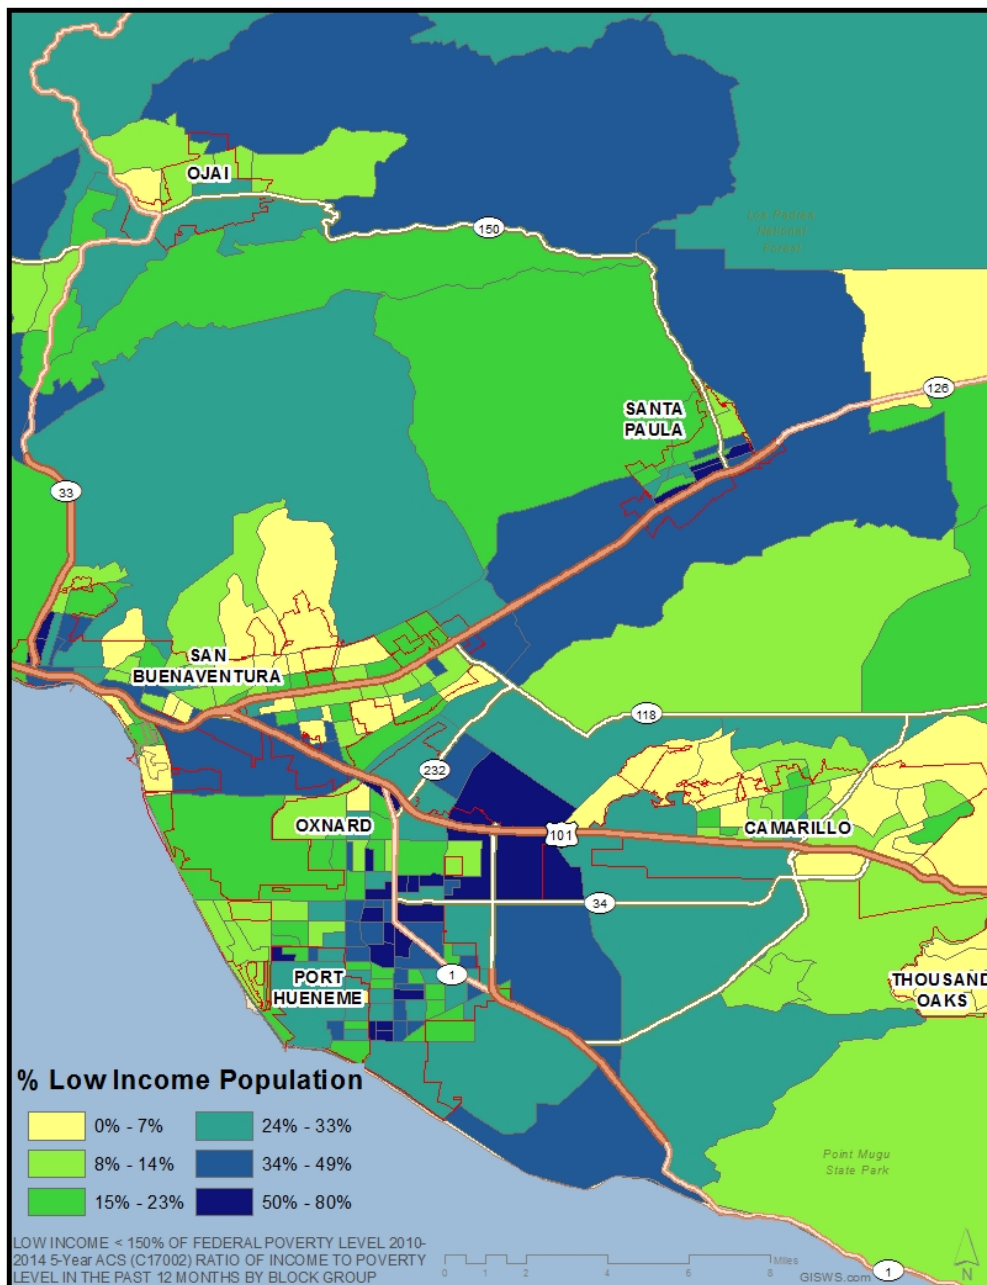 OJAI
150
Los Padres
National
Forest
126
SANTA
PAULA
33
SAN
BUENAVENTURA
118
232
OXNARD
101
CAMARILLO
34
1
PORT
HUENEME
THOUSAND
OAKS
% Low Income Population
0% - 7%
24% - 33%
8% - 14%
34% - 49%
15% - 23%
50% - 80%
Point Mugu
State Park
LOW INCOME < 150% OF FEDERAL POVERTY LEVEL 2010-
2014 5-Year ACS (C17002) RATIO OF INCOME TO POVERTY
LEVEL IN THE PAST 12 MONTHS BY BLOCK GROUP
Miles
0 1 2 4 6 8
GISWS.com
1
N